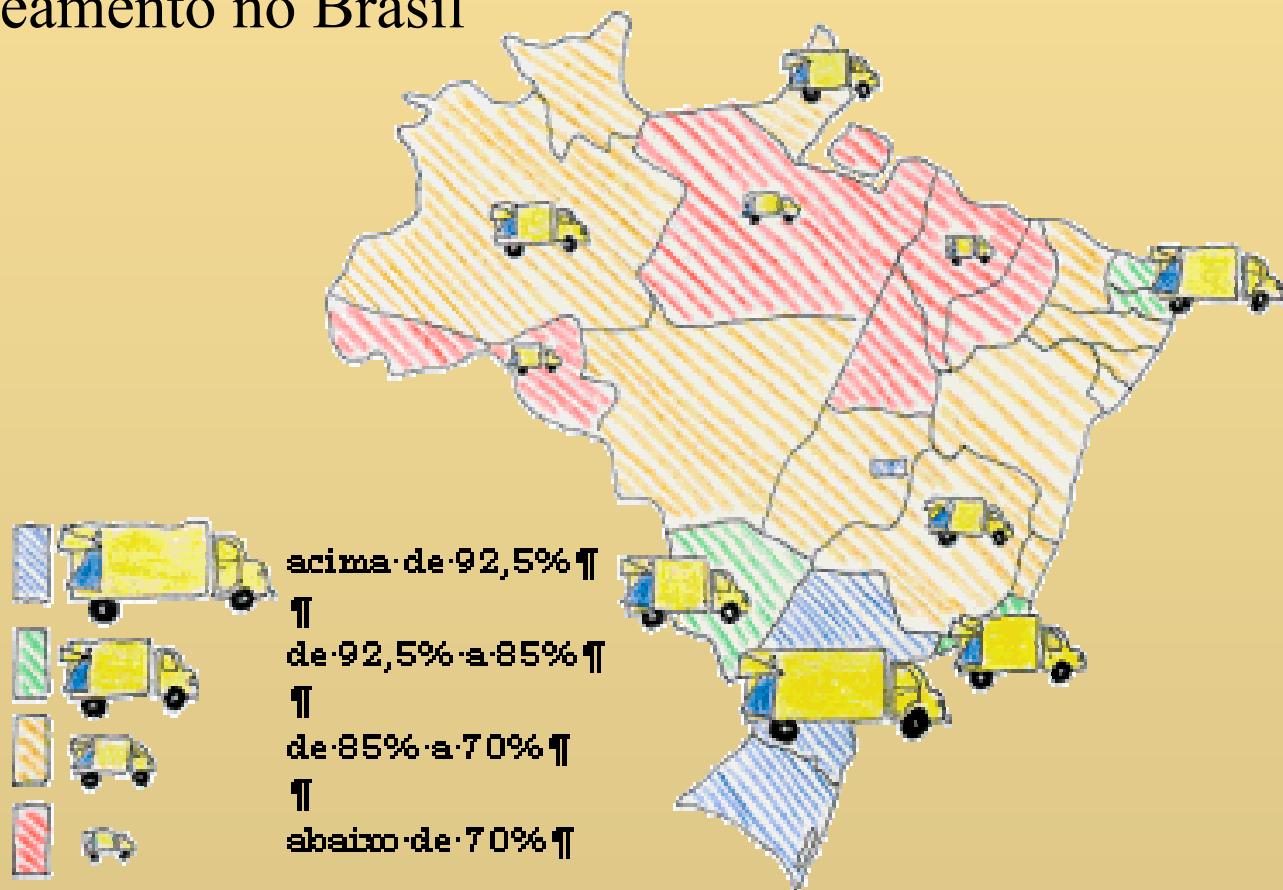 eamento no Brasil
acima·de·92,5%¶
¶
de·92,5%·a·85%¶
¶
de·85%·a·70%¶
¶
abaixo·de·70%¶